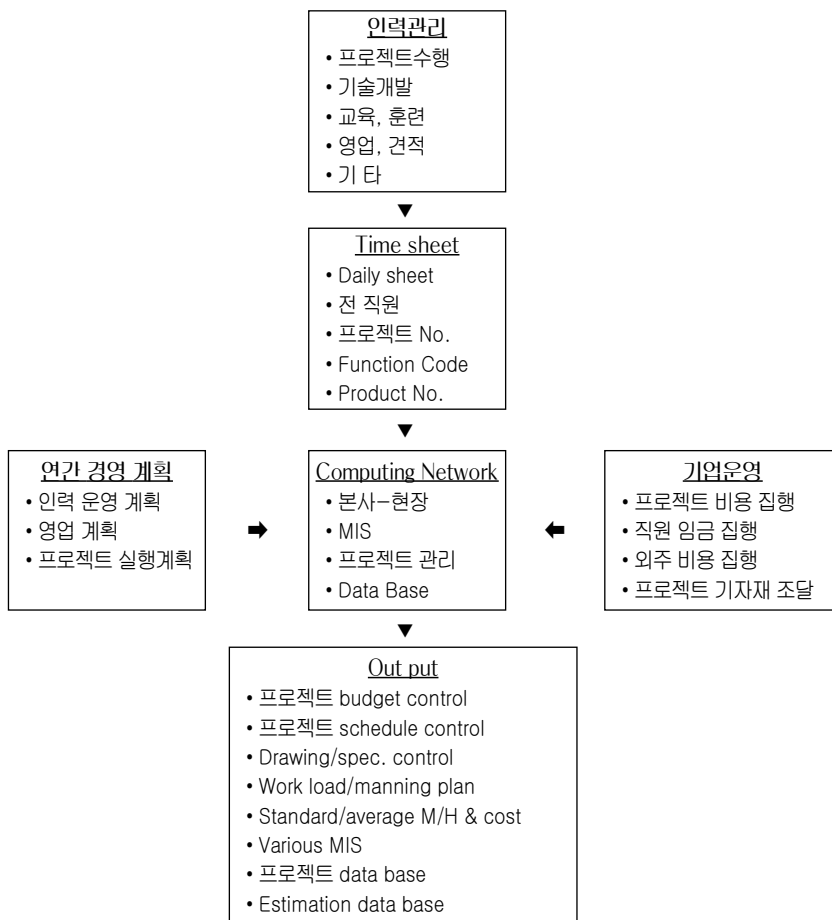 인력관리
• 프로젝트수행
• 기술개발
• 교육, 훈련
• 영업, 견적
• 기 타
▼
Time sheet
• Daily sheet
• 전 직원
• 프로젝트 No.
• Function Code
• Product No.
▼
연간 경영 계획
• 인력 운영 계획
• 영업 계획
• 프로젝트 실행계획
Computing Network
• 본사-현장
• MIS
• 프로젝트 관리
• Data Base
기업운영
• 프로젝트 비용 집행
• 직원 임금 집행
• 외주 비용 집행
• 프로젝트 기자재 조달
▼
Out put
• 프로젝트 budget control
• 프로젝트 schedule control
• Drawing/spec. control
• Work load/manning plan
• Standard/average M/H & cost
• Various MIS
• 프로젝트 data base
• Estimation data base